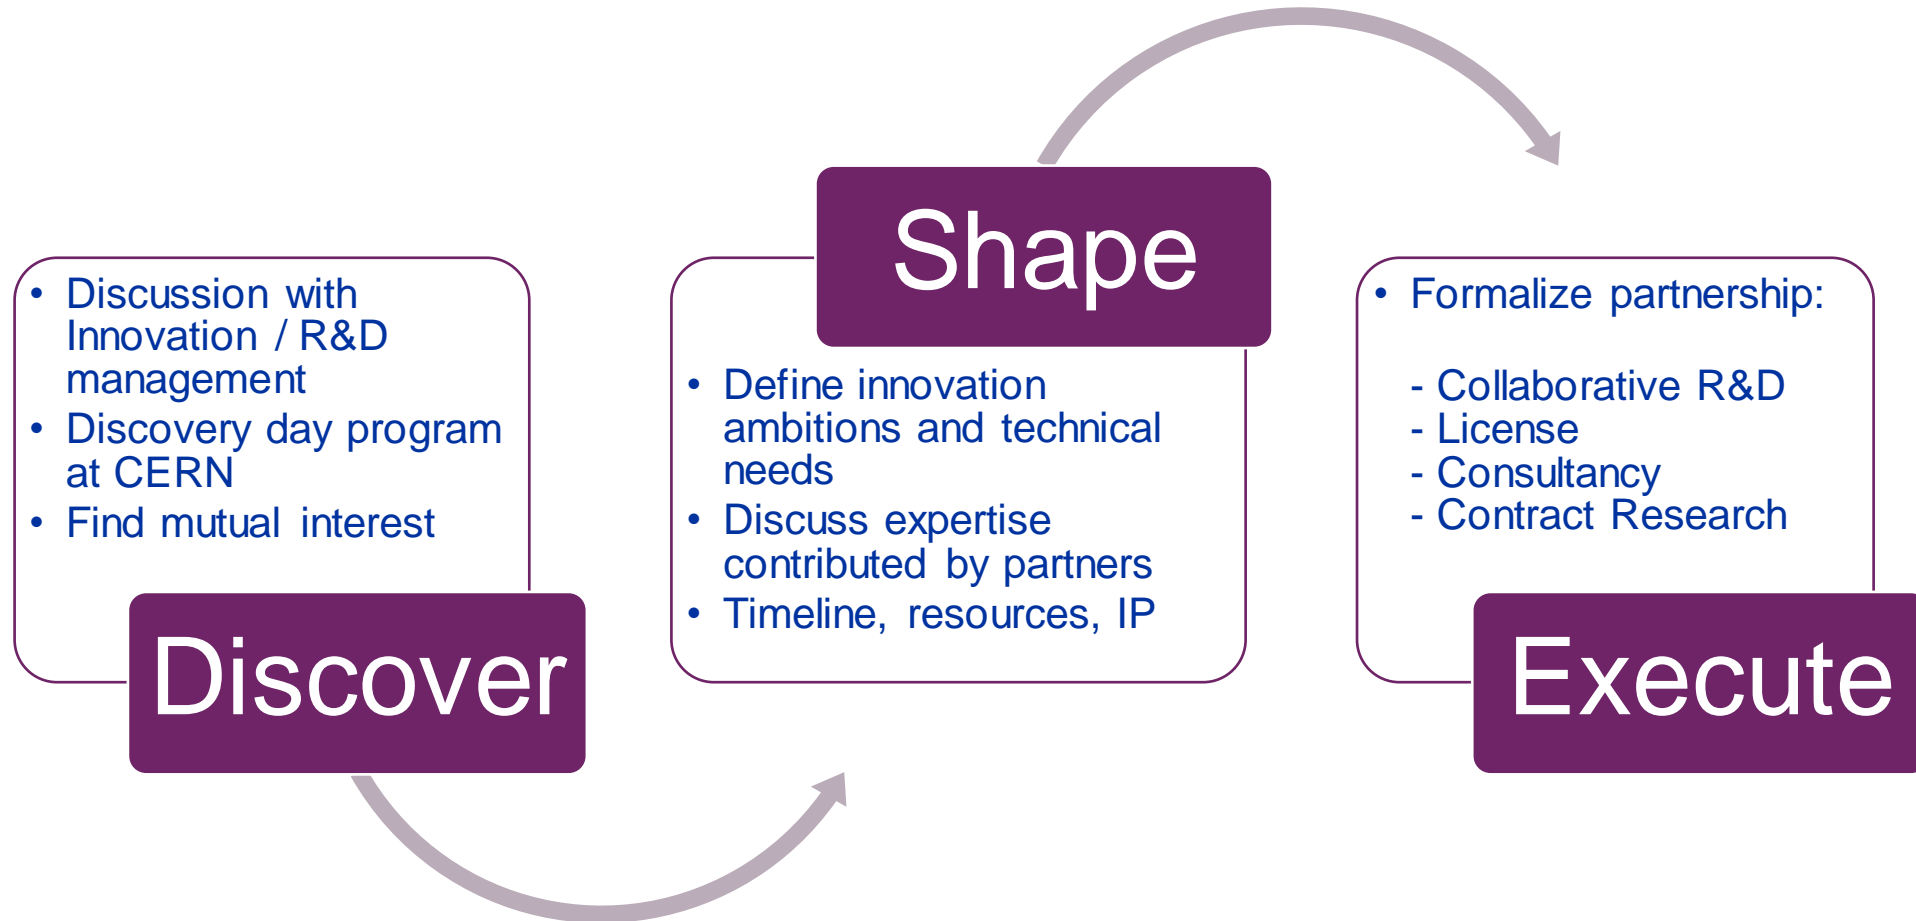 • Discussion with
Innovation / R&D
management
• Discovery day program
at CERN
• Find mutual interest
Discover
Shape
• Define innovation
ambitions and technical
needs
• Discuss expertise
contributed by partners
• Timeline, resources, IP
• Formalize partnership:
- Collaborative R&D
- License
- Consultancy
- Contract Research
Execute